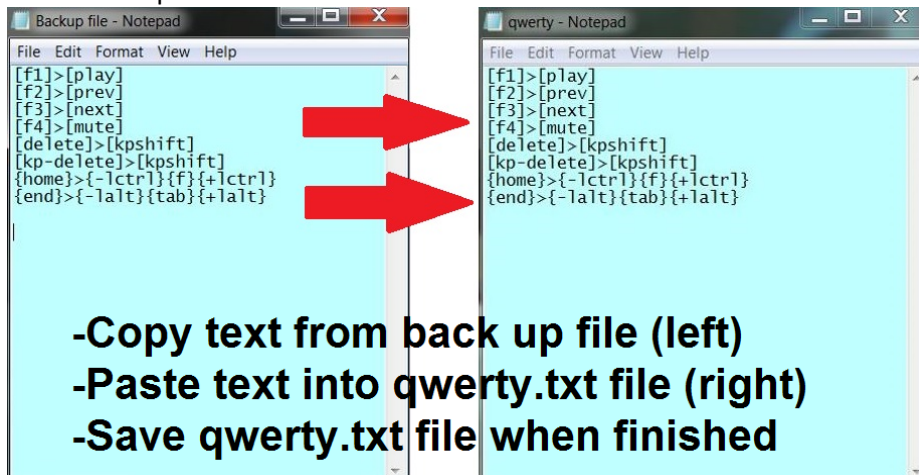 Backup file - Notepad
File Edit Format View Help
[f1]>[play]
[f2]>[prev]
[f3]>[next]
[f4]>[mute]
[delete]>[kpshift]
[kp-delete]>[kpshift]
{home}>{-lctrl}{f}{+lctrl}
{end}>{-lalt}{tab}{+lalt}
qwerty - Notepad
File Edit Format View Help
[f1]>[play]
[f2]>[prev]
[f3]>[next]
[f4]>[mute]
[delete]>[kpshift]
[kp-delete]>[kpshift]
{home}>{-lctrl}{f}{+lctrl}
{end}>{-lalt}{tab}{+lalt}
-Copy text from back up file (left)
-Paste text into qwerty.txt file (right)
-Save qwerty.txt file when finished